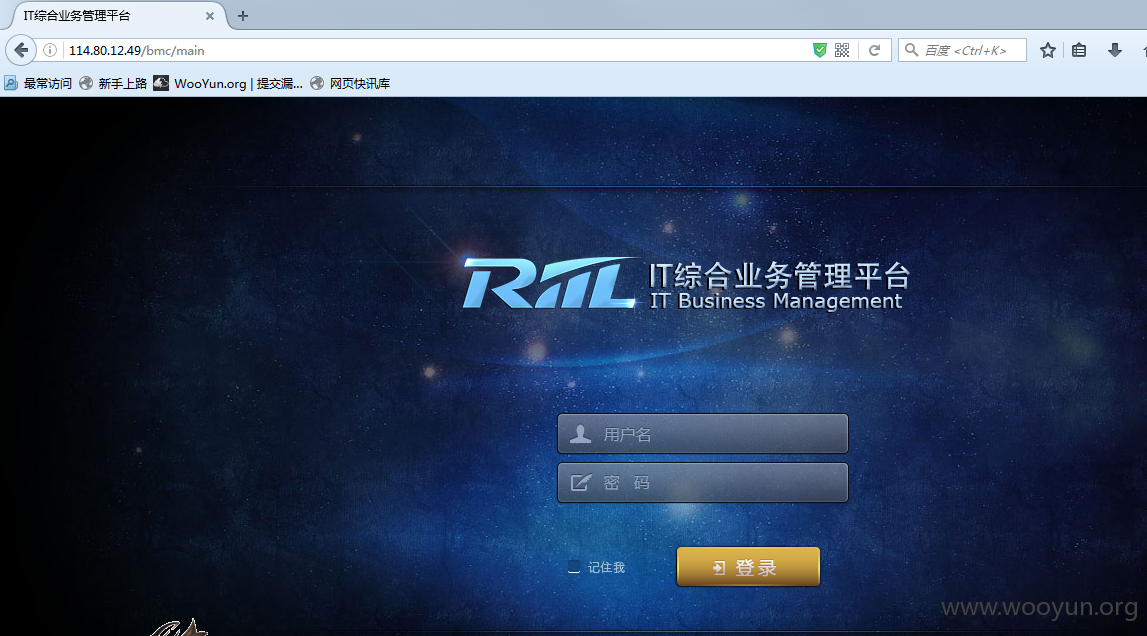 IT综合业务管理平台
114.80.12.49/bmc/main
百度 <Ctrl+K>
最常访问 新手上路 WooYun.org | 提交漏... 网页快讯库
RIIL IT综合业务管理平台
IT Business Management
用户名
密 码
记住我 登录
www.wooyun.org